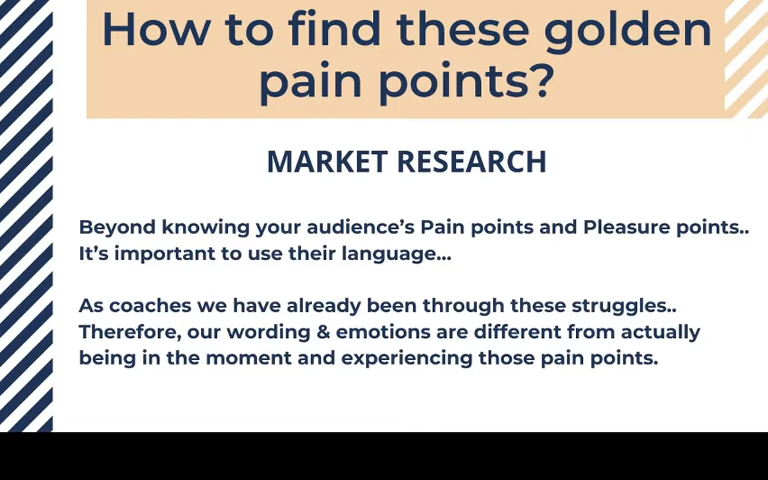 How to find these golden
pain points?
MARKET RESEARCH
Beyond knowing your audience’s Pain points and Pleasure points..
It’s important to use their language...
As coaches we have already been through these struggles..
Therefore, our wording & emotions are different from actually
being in the moment and experiencing those pain points.